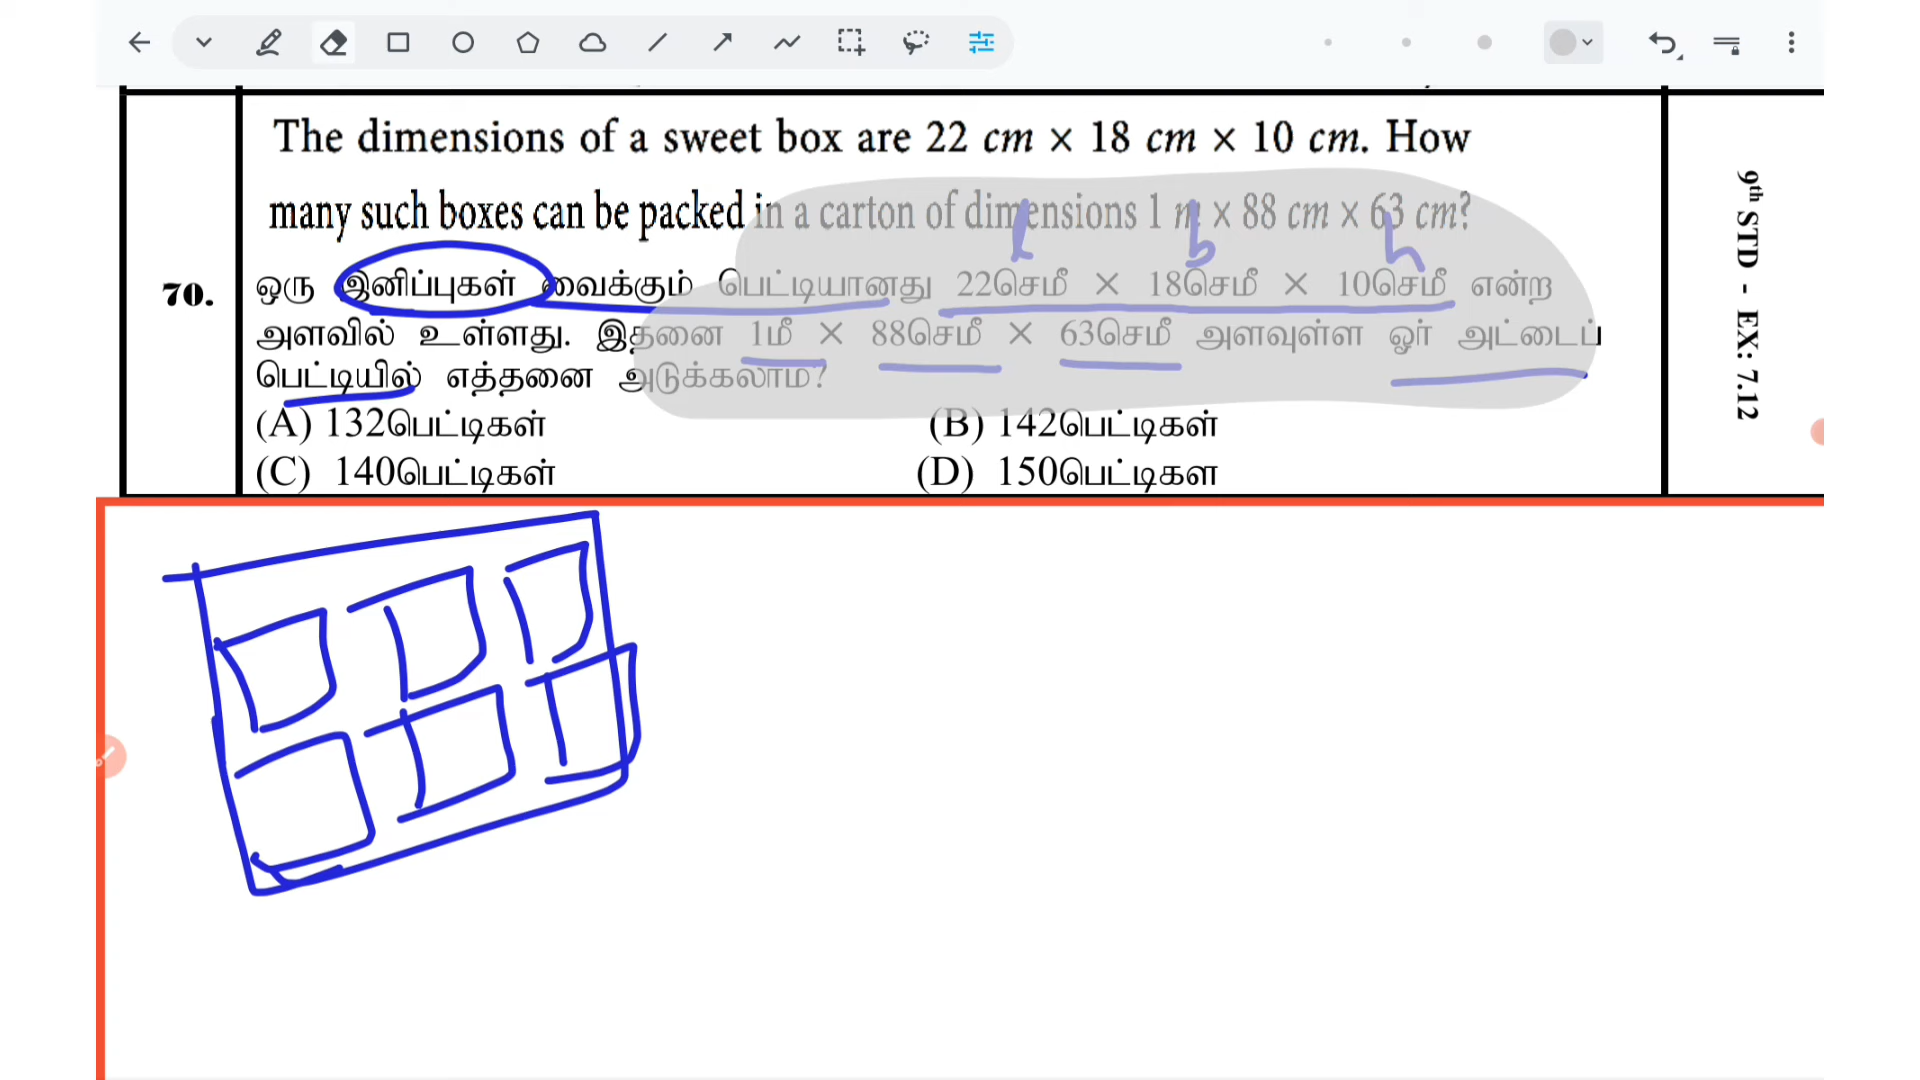 The dimensions of a sweet box are 22 cm × 18 cm × 10 cm. How
many such boxes can be packed in a carton of dimensions 1 m × 88 cm × 63 cm?
l b h
70. ஒரு இனிப்புகள் வைக்கும் பெட்டியானது 22செமீ × 18செமீ × 10செமீ என்ற
அளவில் உள்ளது. இதனை 1மீ × 88செமீ × 63செமீ அளவுள்ள ஓர் அட்டைப்
பெட்டியில் எத்தனை அடுக்கலாம?
(A) 132பெட்டிகள் (B) 142பெட்டிகள்
(C) 140பெட்டிகள் (D) 150பெட்டிகள
9th STD - EX: 7.12